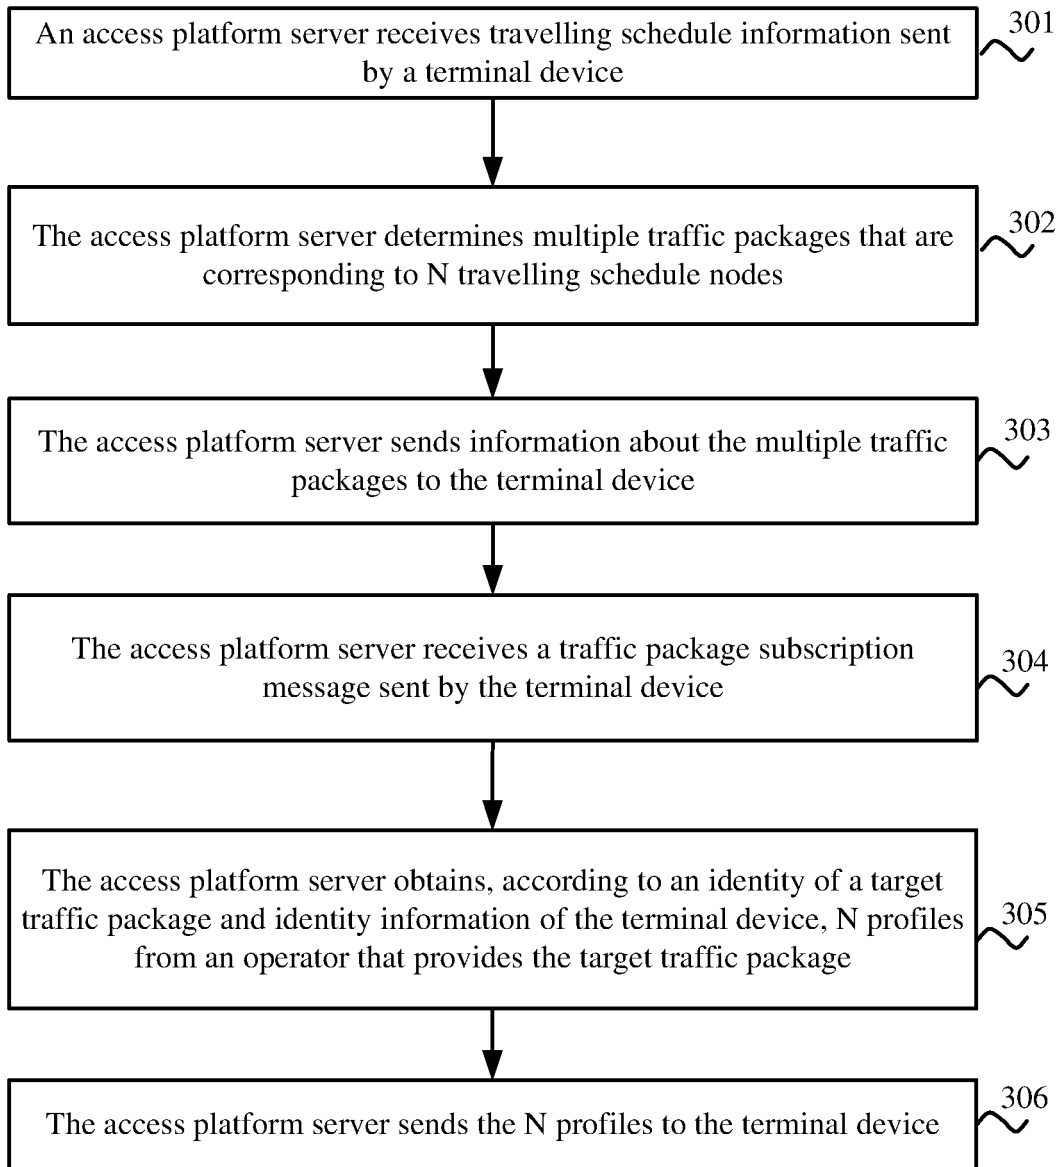 An access platform server receives travelling schedule information sent
by a terminal device
301
The access platform server determines multiple traffic packages that are
corresponding to N travelling schedule nodes
302
The access platform server sends information about the multiple traffic
packages to the terminal device
303
The access platform server receives a traffic package subscription
message sent by the terminal device
304
The access platform server obtains, according to an identity of a target
traffic package and identity information of the terminal device, N profiles
from an operator that provides the target traffic package
305
The access platform server sends the N profiles to the terminal device
306